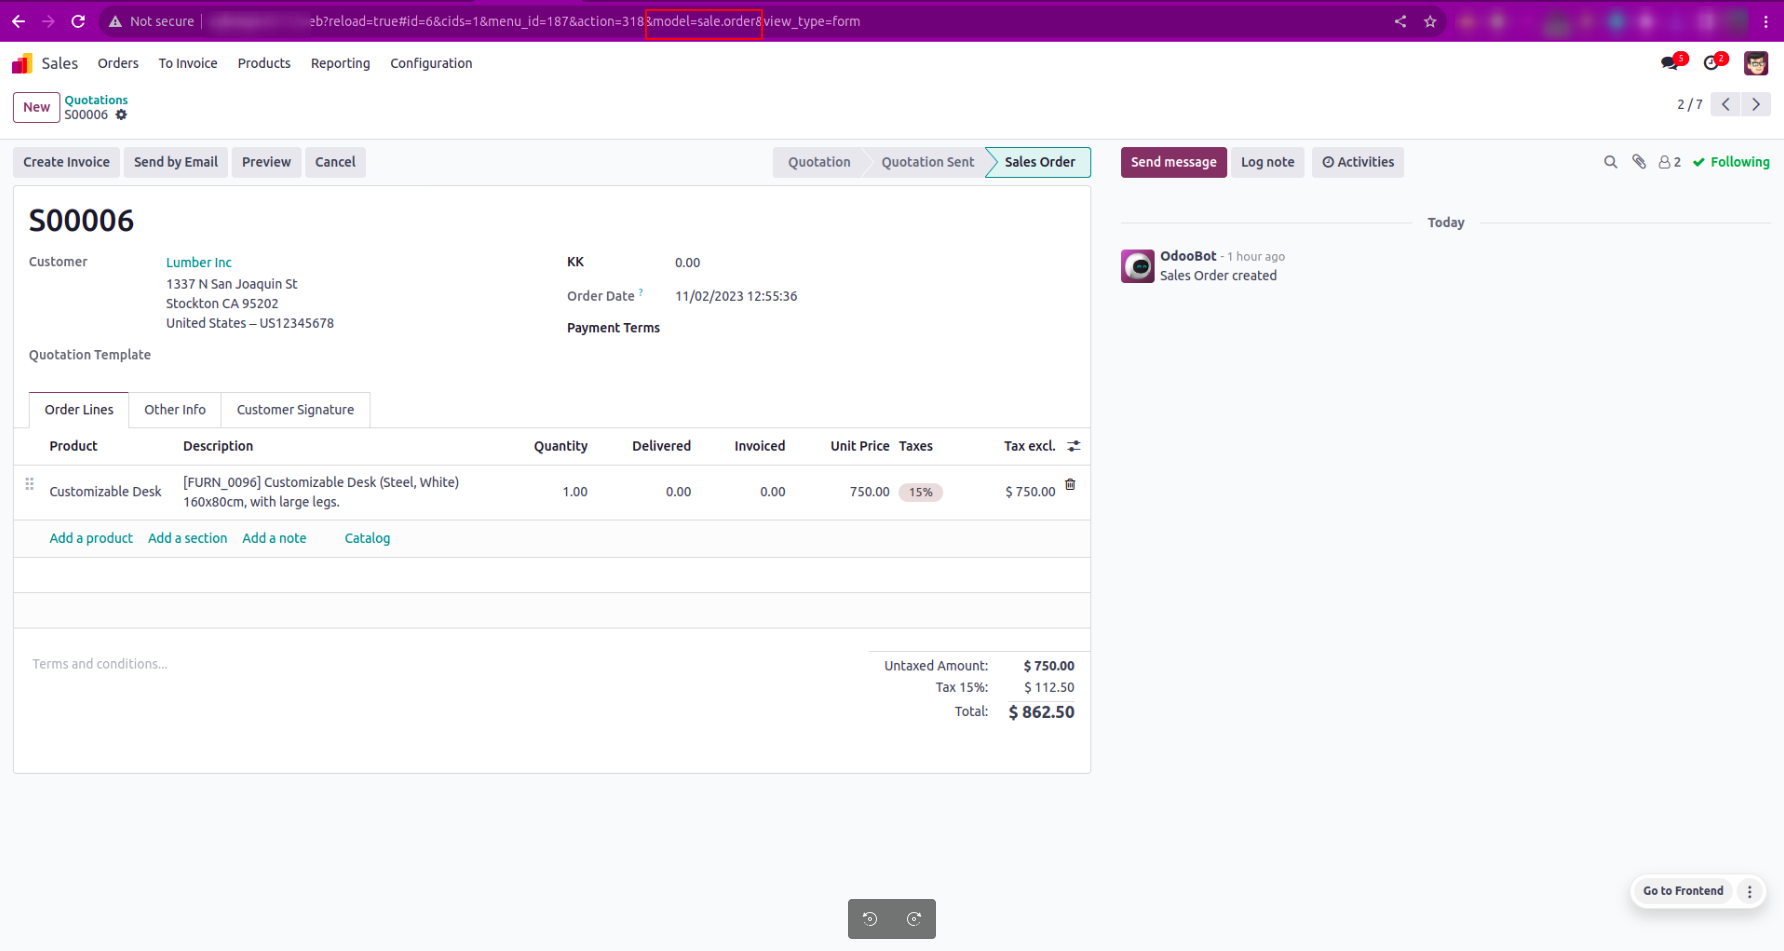 Not secure
eb?reload=true#id=6&cids=1&menu_id=187&action=318&model=sale.order&view_type=form
Sales Orders To Invoice Products Reporting Configuration
5 2
New Quotations
S00006
2 / 7
Create Invoice Send by Email Preview Cancel
Quotation Quotation Sent Sales Order
Send message Log note Activities
2 Following
S00006
Customer Lumber Inc
1337 N San Joaquin St
Stockton CA 95202
United States – US12345678
KK 0.00
Order Date ? 11/02/2023 12:55:36
Payment Terms
Quotation Template
Today
OdooBot - 1 hour ago
Sales Order created
Order Lines Other Info Customer Signature
Product Description Quantity Delivered Invoiced Unit Price Taxes Tax excl.
Customizable Desk [FURN_0096] Customizable Desk (Steel, White)
160x80cm, with large legs. 1.00 0.00 0.00 750.00 15% $ 750.00
Add a product Add a section Add a note Catalog
Terms and conditions...
Untaxed Amount: $ 750.00
Tax 15%: $ 112.50
Total: $ 862.50
Go to Frontend